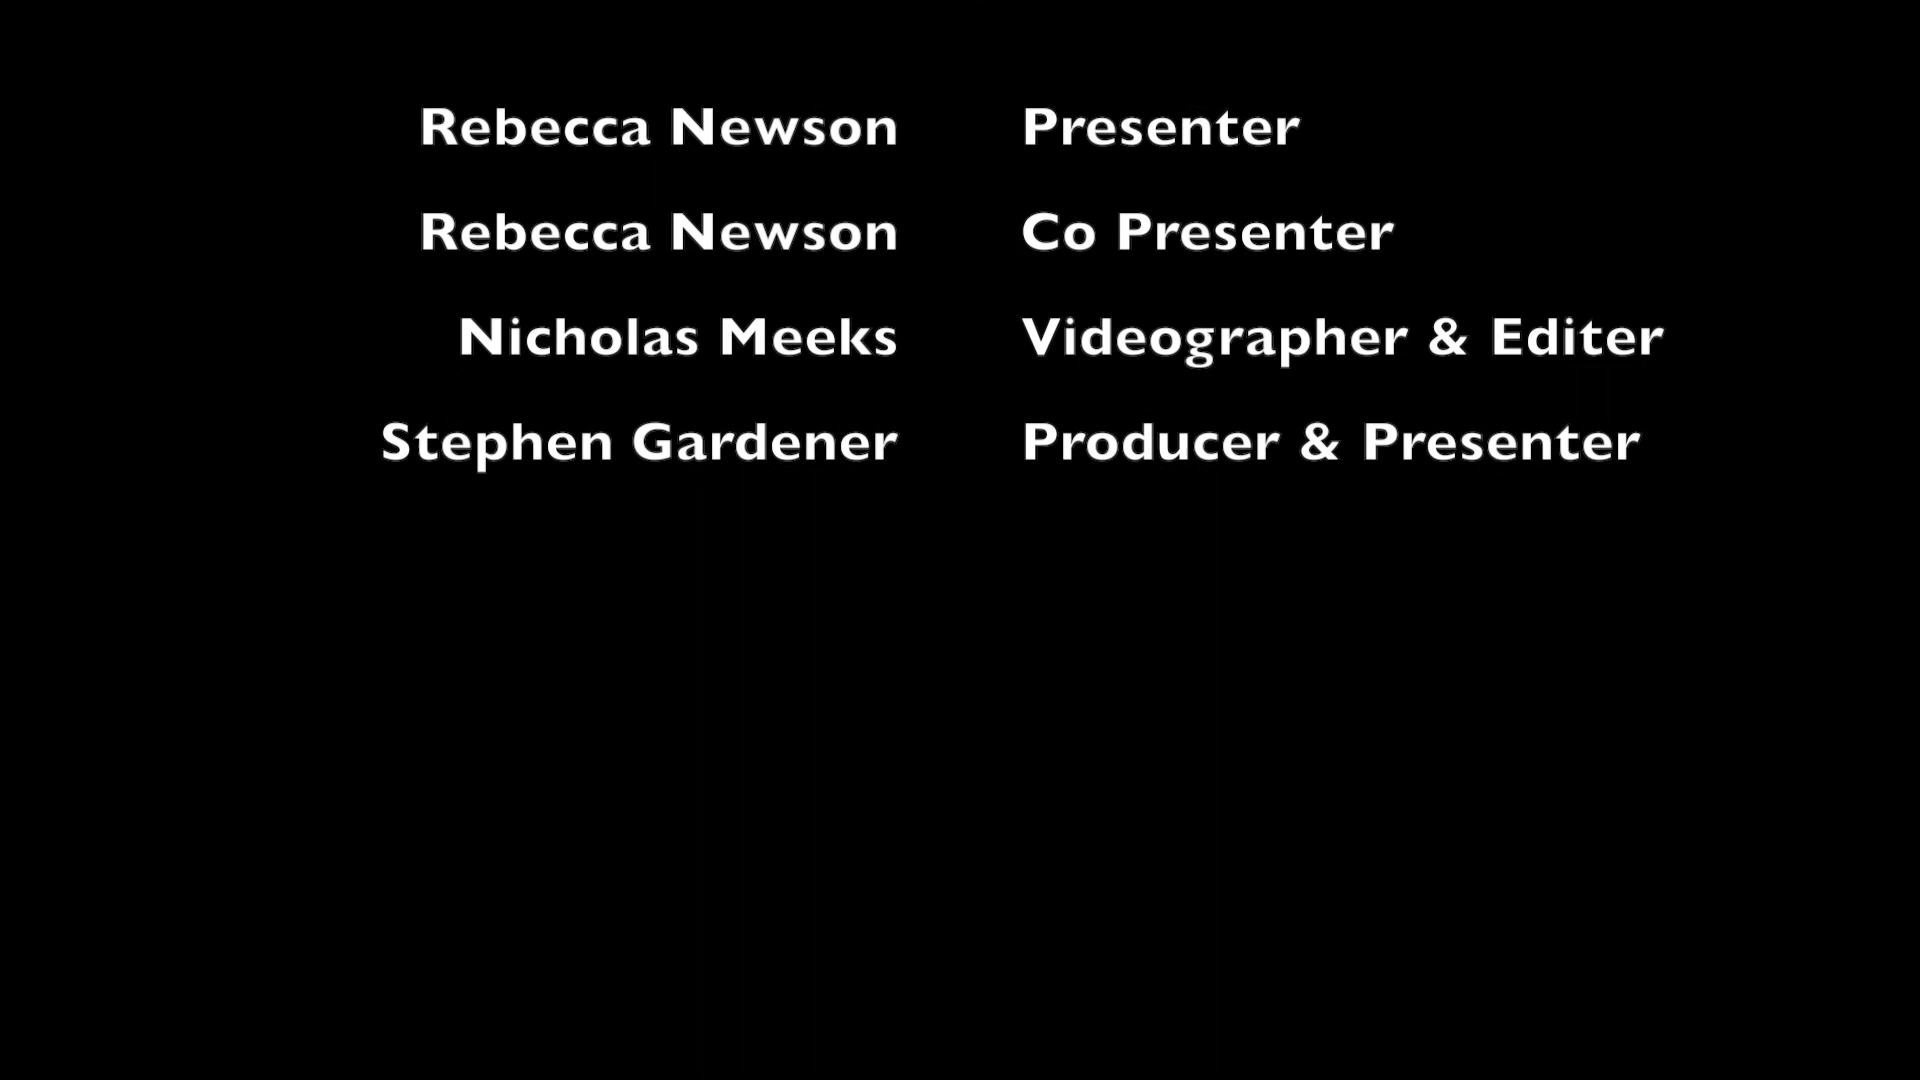 Rebecca Newson Presenter
Rebecca Newson Co Presenter
Nicholas Meeks Videographer & Editer
Stephen Gardener Producer & Presenter